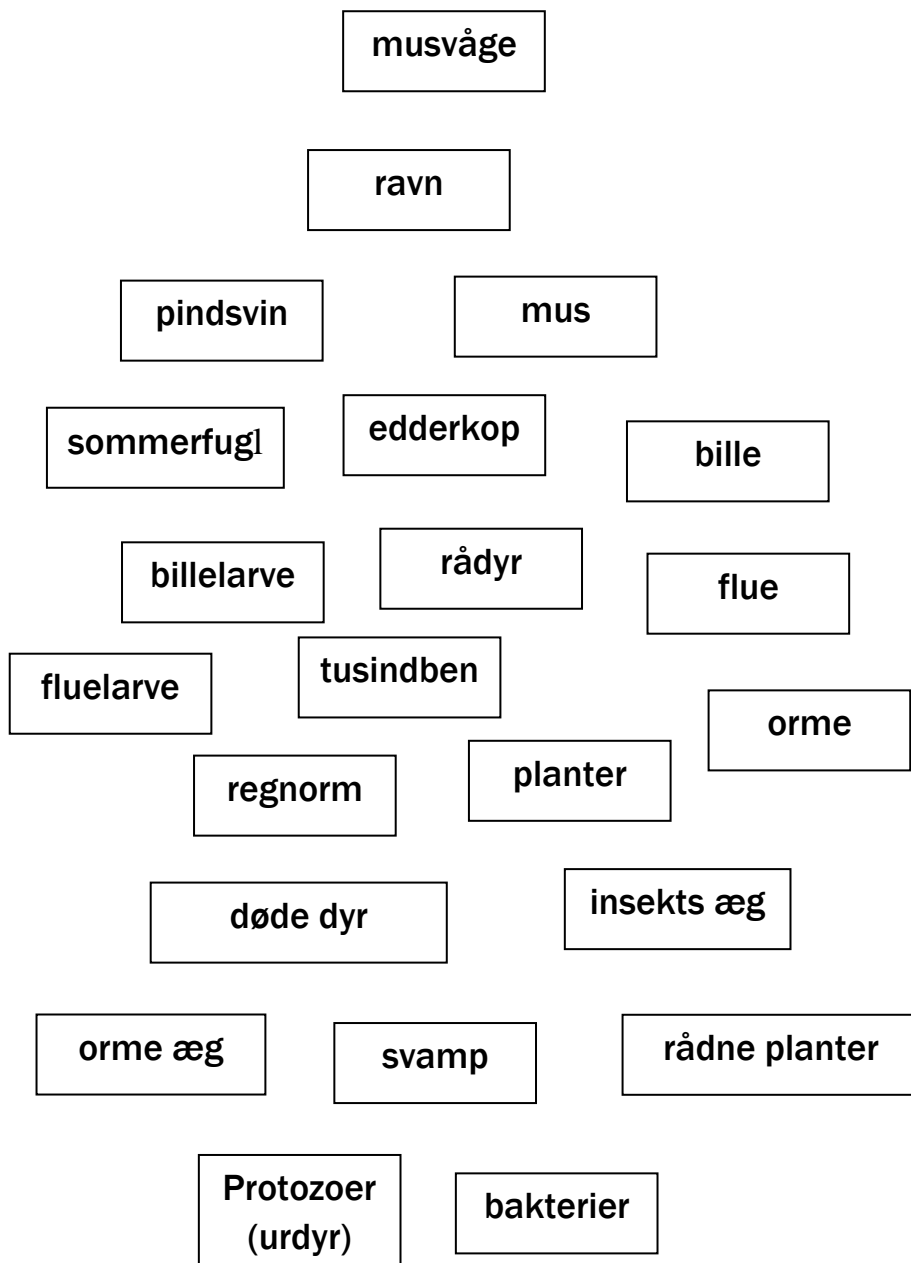 musvåge
ravn
pindsvin
mus
sommerfugl
edderkop
bille
billelarve
rådyr
flue
fluelarve
tusindben
orme
regnorm
planter
døde dyr
insekts æg
orme æg
svamp
rådne planter
Protozoer
(urdyr)
bakterier